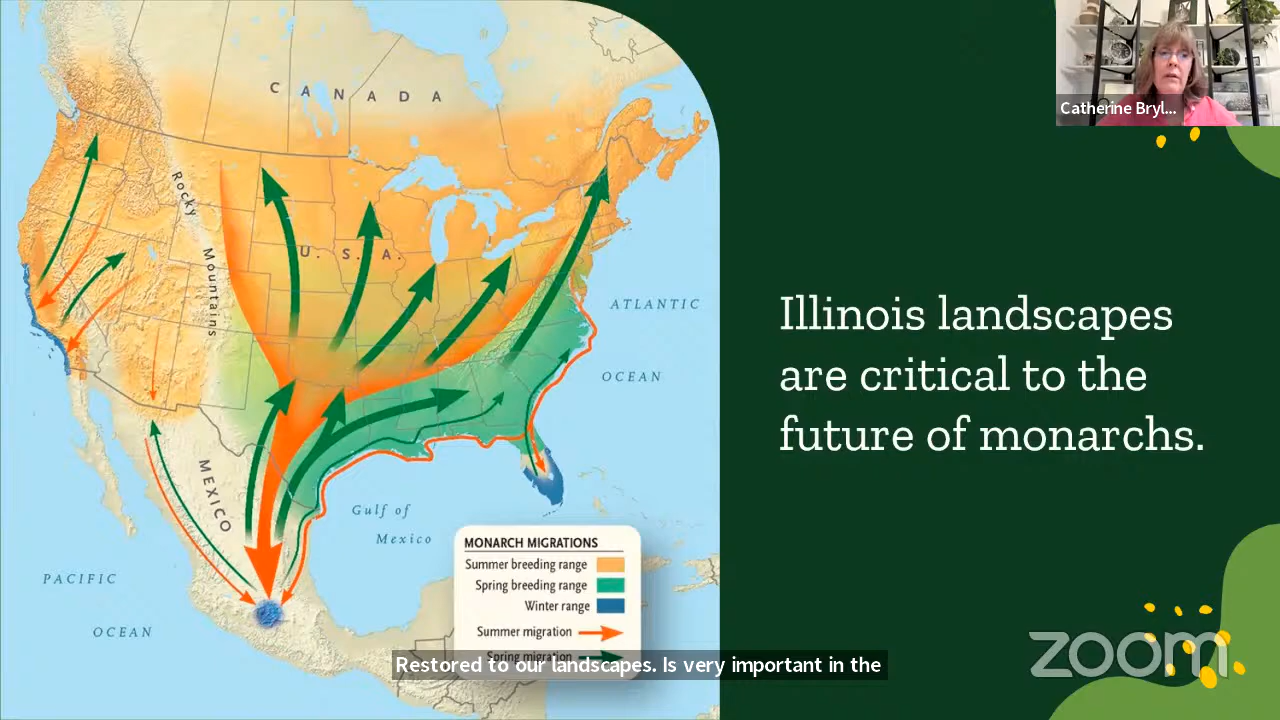 CANADA
Rocky
Mountains
U. S. A.
ATLANTIC
OCEAN
MEXICO
Gulf of
Mexico
PACIFIC
OCEAN
MONARCH MIGRATIONS
Summer breeding range
Spring breeding range
Winter range
Summer migration
Spring migration
Illinois landscapes
are critical to the
future of monarchs.
Catherine Bryl...
Restored to our landscapes. Is very important in the
zoom